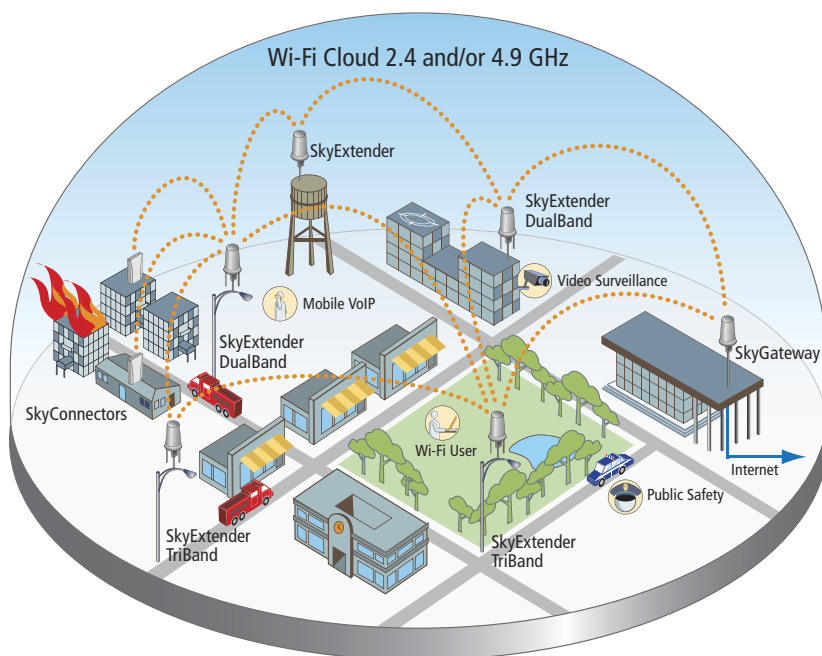 Wi-Fi Cloud 2.4 and/or 4.9 GHz
SkyExtender
SkyExtender
DualBand
Video Surveillance
Mobile VoIP
SkyExtender
DualBand
SkyGateway
SkyConnectors
Wi-Fi User
Internet
Public Safety
SkyExtender
TriBand
SkyExtender
TriBand